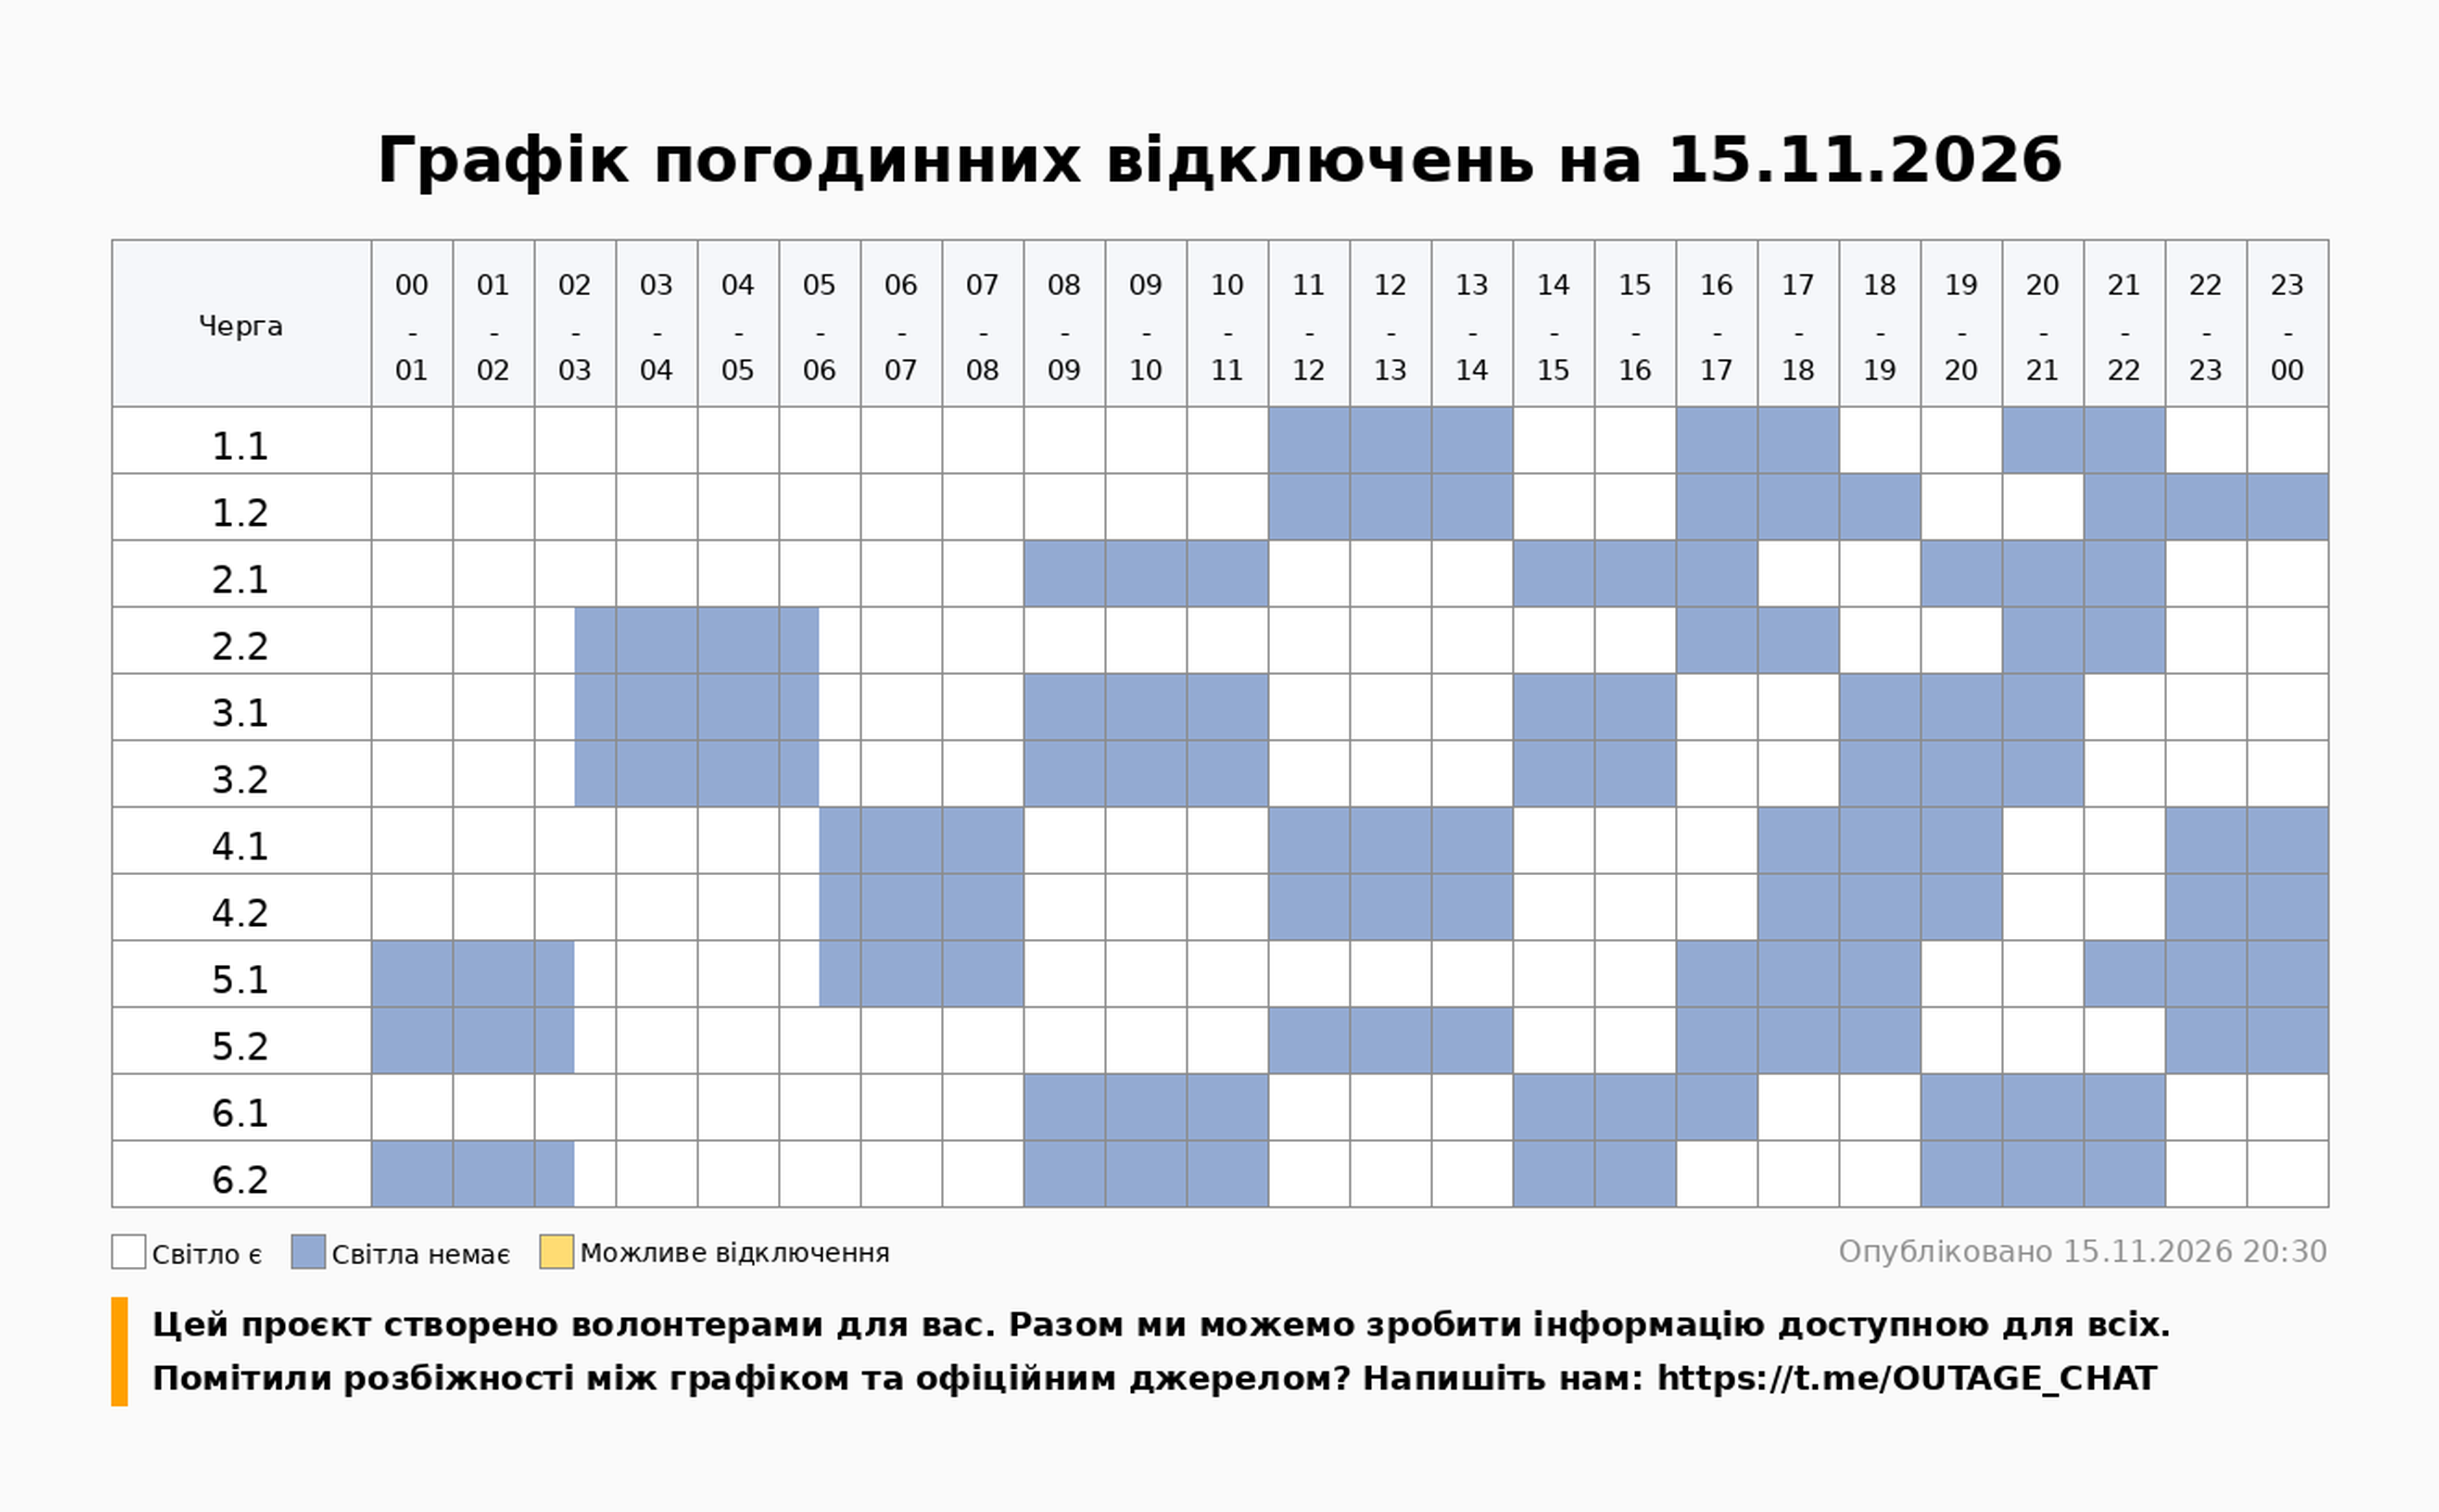 Графік погодинних відключень на 15.11.2026
Черга 00 - 01 01 - 02 02 - 03 03 - 04 04 - 05 05 - 06 06 - 07 07 - 08 08 - 09 09 - 10 10 - 11 11 - 12 12 - 13 13 - 14 14 - 15 15 - 16 16 - 17 17 - 18 18 - 19 19 - 20 20 - 21 21 - 22 22 - 23 23 - 00
1.1
1.2
2.1
2.2
3.1
3.2
4.1
4.2
5.1
5.2
6.1
6.2
Світло є Світла немає Можливе відключення Опубліковано 15.11.2026 20:30
Цей проєкт створено волонтерами для вас. Разом ми можемо зробити інформацію доступною для всіх.
Помітили розбіжності між графіком та офіційним джерелом? Напишіть нам: https://t.me/OUTAGE_CHAT